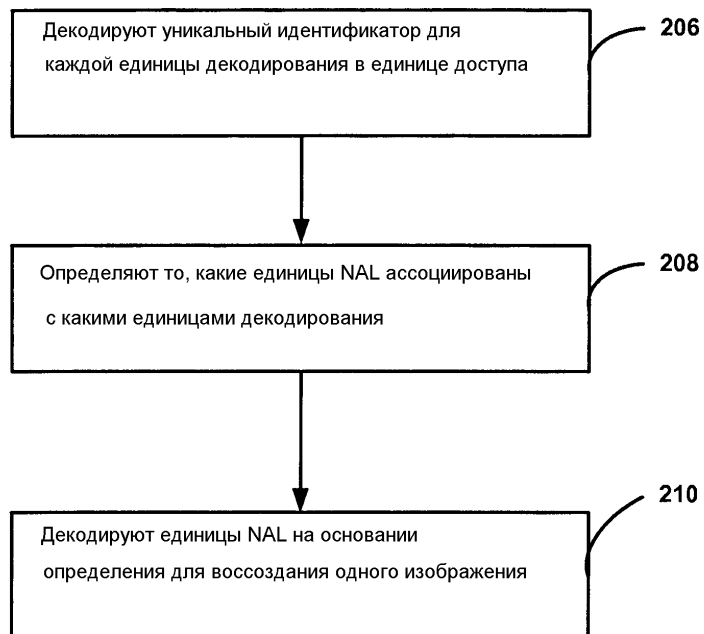 Декодируют уникальный идентификатор для
206
каждой единицы декодирования в единице доступа
Определяют то, какие единицы NAL ассоциированы
208
с какими единицами декодирования
210
Декодируют единицы NAL на основании
определения для воссоздания одного изображения